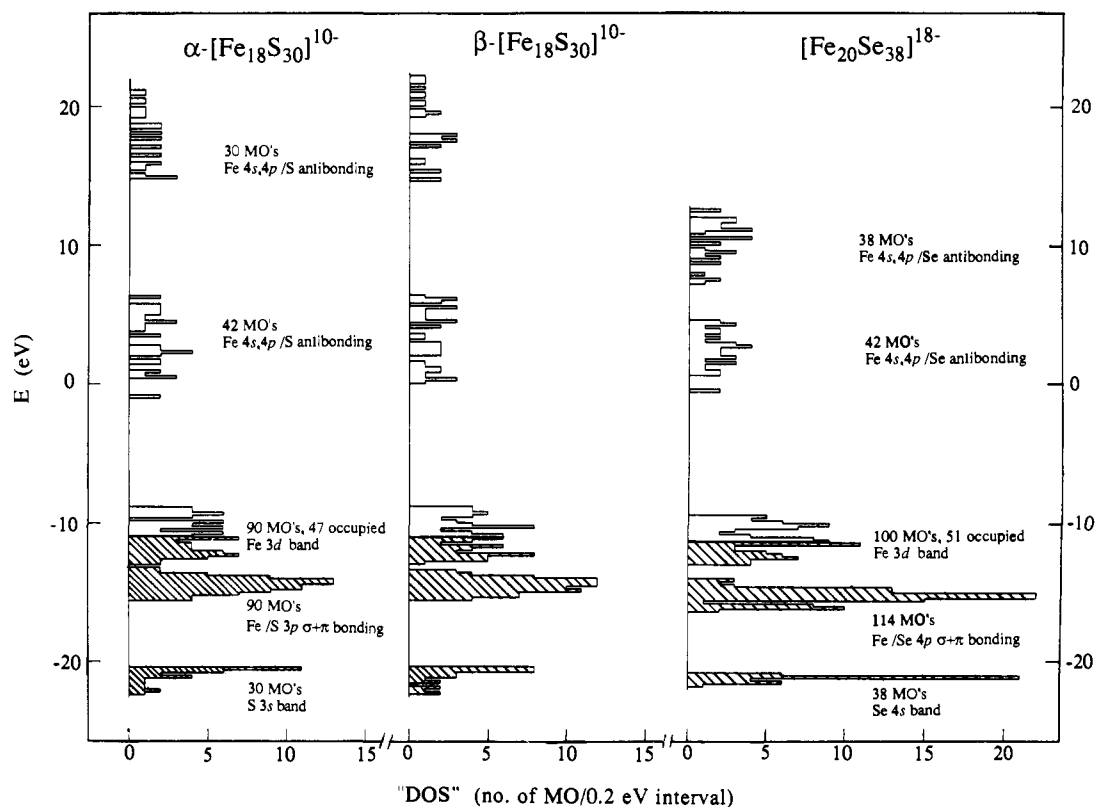 α-[Fe18S30]10-
β-[Fe18S30]10-
[Fe20Se38]18-
20
10
0
-10
-20
E (eV)
30 MO's
Fe 4s,4p /S antibonding
42 MO's
Fe 4s,4p /S antibonding
90 MO's, 47 occupied
Fe 3d band
90 MO's
Fe /S 3p σ+π bonding
30 MO's
S 3s band
38 MO's
Fe 4s,4p /Se antibonding
42 MO's
Fe 4s,4p /Se antibonding
100 MO's, 51 occupied
Fe 3d band
114 MO's
Fe /Se 4p σ+π bonding
38 MO's
Se 4s band
20
10
0
-10
-20
0 5 10 15 0 5 10 15 0 5 10 15 20
"DOS" (no. of MO/0.2 eV interval)